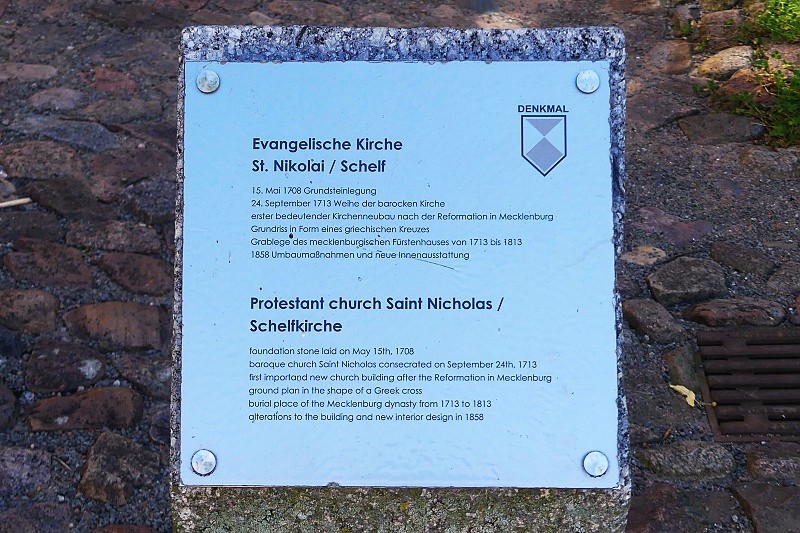 DENKMAL
Evangelische Kirche
St. Nikolai / Schelf
15. Mai 1708 Grundsteinlegung
24. September 1713 Weihe der barocken Kirche
erster bedeutender Kirchenneubau nach der Reformation in Mecklenburg
Grundriss in Form eines griechischen Kreuzes
Grablege des mecklenburgischen Fürstenhauses von 1713 bis 1813
1858 Umbaumaßnahmen und neue Innenausstattung
Protestant church Saint Nicholas /
Schelfkirche
foundation stone laid on May 15th, 1708
baroque church Saint Nicholas consecrated on September 24th, 1713
first importand new church building after the Reformation in Mecklenburg
ground plan in the shape of a Greek cross
burial place of the Mecklenburg dynasty from 1713 to 1813
alterations to the building and new interior design in 1858